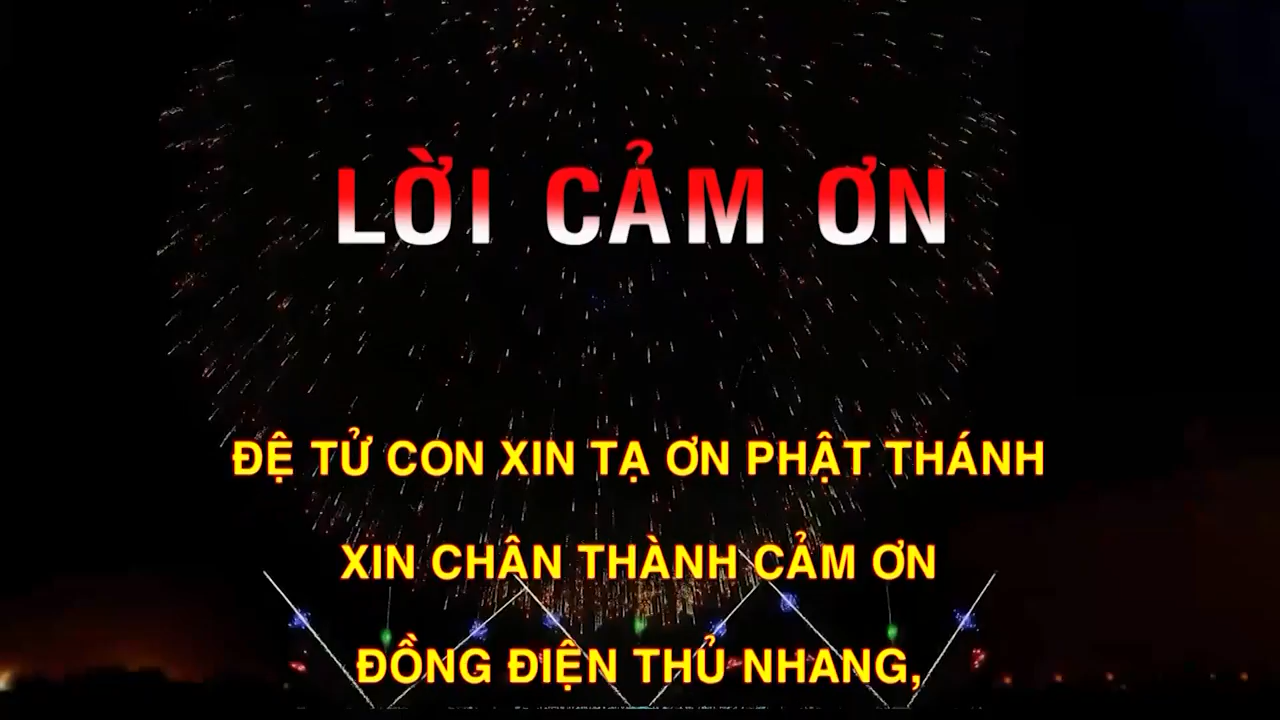 LỜI CẢM ƠN
ĐỆ TỬ CON XIN TẠ ƠN PHẬT THÁNH
XIN CHÂN THÀNH CẢM ƠN
ĐỒNG ĐIỆN THỦ NHANG,